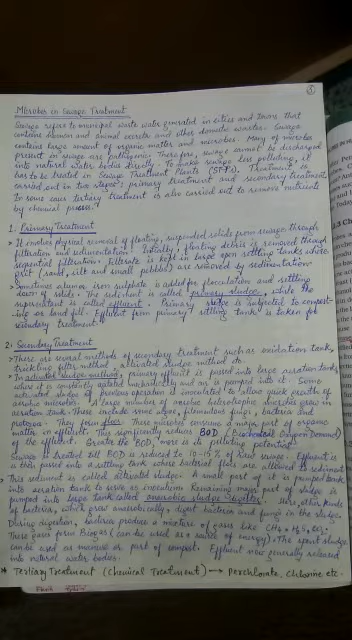 5
Microbes in Sewage Treatment
Sewage refers to municipal waste water generated in cities and towns that
contains human and animal excreta and other domestic wastes. Sewage
contains large amount of organic matter and microbes. Many of microbes
present in sewage are pathogenic. Therefore, sewage cannot be discharged
into natural water bodies directly. To make sewage less polluting, it
has to be treated in Sewage Treatment Plants (STPs). Treatment is
carried out in two steps: primary treatment and secondary treatment.
In some cases tertiary treatment is also carried out to remove nutrients
by chemical process.
1. Primary Treatment
It involves physical removal of floating, suspended solids from sewage through
filtration and sedimentation. Initially, floating debris is removed through
sequential filtration. Filtrate is kept in large open settling tanks where
grit (sand, silt and small pebbles) are removed by sedimentation
Sometimes alumen iron sulphate is added for flocculation and settling
down of solids. The sediment is called primary sludge, while the
supernatant is called effluent. Primary sludge is subjected to compost-
ing or land fill. Effluent from primary settling tank is taken for
secondary treatment.
2. Secondary Treatment
There are several methods of secondary treatment such as oxidation tank,
trickling filter method, activated sludge method etc.
In activated sludge method, primary effluent is passed into large aeration tanks
where it is constantly agitated mechanically and air is pumped into it. Some
activated sludge of previous operation is inoculated to allow quick growth of
aerobic microbes. A large number of aerobic heterotrophic microbes grow in
aeration tank. These include some algae, filamentous fungi, bacteria and
protozoa. They form flocs. These microbes consume a major part of organic
matter in effluent. This significantly reduces BOD (Biochemical Oxygen Demand)
of the effluent. Greater the BOD, more is its polluting potential.
Sewage is treated till BOD is reduced to 10-15% of Raw sewage. Effluent is
then passed into a settling tank where bacterial flocs are allowed to sediment
This sediment is called activated sludge. A small part of it is pumped back
into aeration tank to serve as inoculum. Remaining major part of sludge is
pumped into large tank called anaerobic sludge digester. Here other kinds
of bacteria, which grow anaerobically, digest bacteria and fungi in the sludge.
During digestion, bacteria produce a mixture of gases like CH4, H2S, CO2.
These gases form Biogas (can be used as a source of energy). The spent sludge
can be used as manure or part of compost. Effluent now generally released
into natural water bodies.
* Tertiary Treatment (Chemical Treatment) → Perchlorate, Chlorine etc.